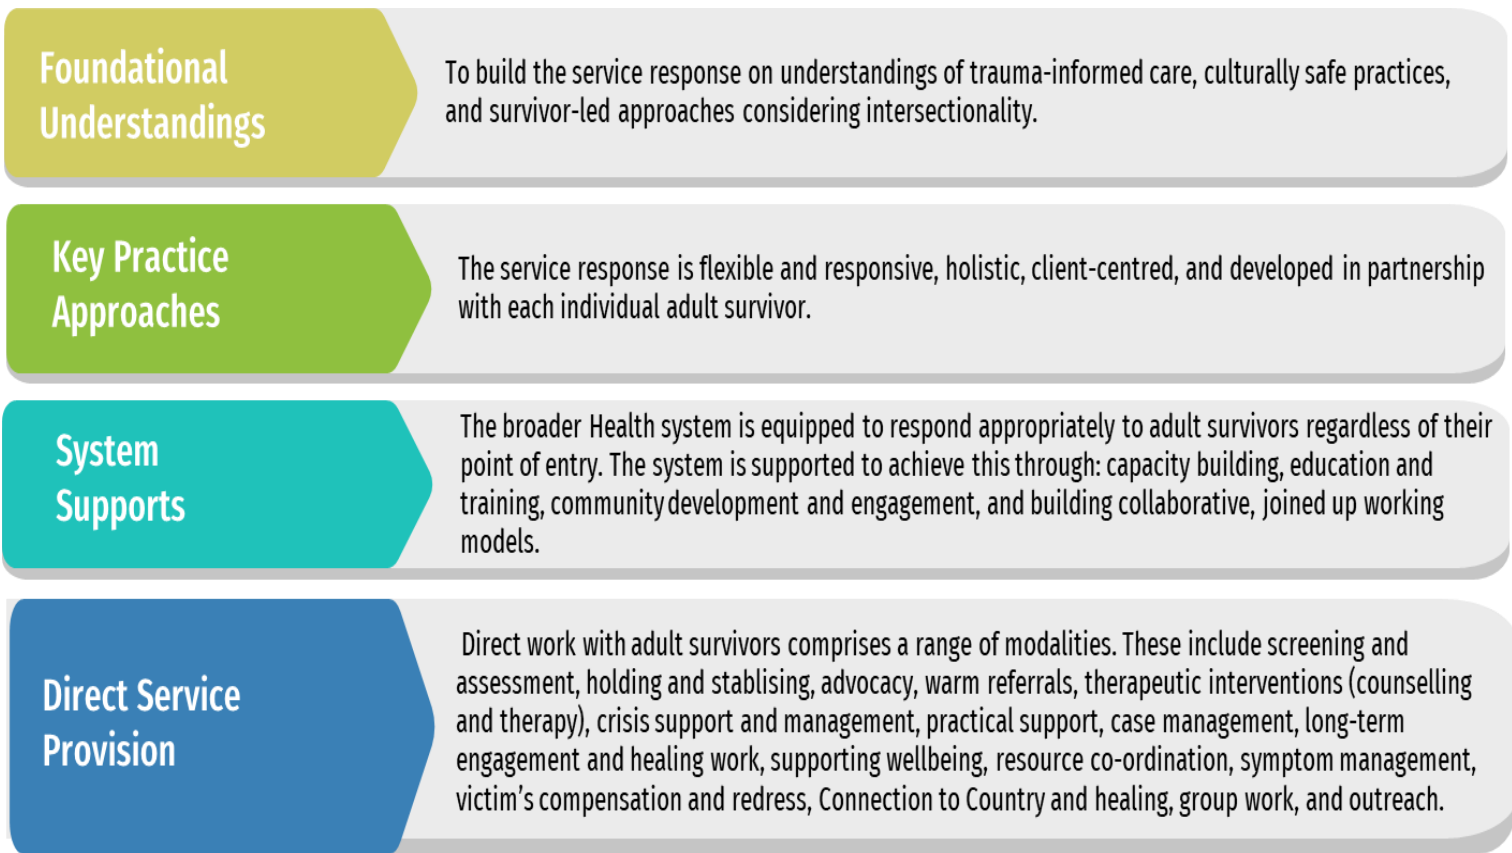 Foundational
Understandings
To build the service response on understandings of trauma-informed care, culturally safe practices,
and survivor-led approaches considering intersectionality.
Key Practice
Approaches
The service response is flexible and responsive, holistic, client-centred, and developed in partnership
with each individual adult survivor.
System
Supports
The broader Health system is equipped to respond appropriately to adult survivors regardless of their
point of entry. The system is supported to achieve this through: capacity building, education and
training, community development and engagement, and building collaborative, joined up working
models.
Direct Service
Provision
Direct work with adult survivors comprises a range of modalities. These include screening and
assessment, holding and stablising, advocacy, warm referrals, therapeutic interventions (counselling
and therapy), crisis support and management, practical support, case management, long-term
engagement and healing work, supporting wellbeing, resource co-ordination, symptom management,
victim’s compensation and redress, Connection to Country and healing, group work, and outreach.